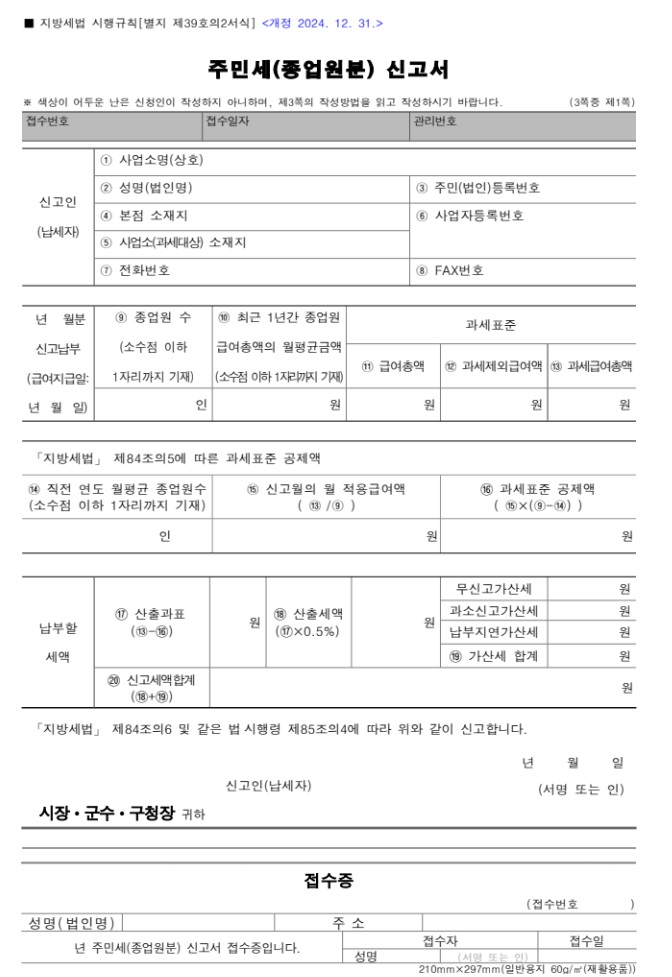 ■ 지방세법 시행규칙[별지 제39호의2서식] <개정 2024. 12. 31.>
주민세(종업원분) 신고서
※ 색상이 어두운 난은 신청인이 작성하지 아니하며, 제3쪽의 작성방법을 읽고 작성하시기 바랍니다. (3쪽중 제1쪽)
접수번호 접수일자 관리번호
신고인
(납세자)
① 사업소명(상호)
② 성명(법인명) ③ 주민(법인)등록번호
④ 본점 소재지 ⑥ 사업자등록번호
⑤ 사업소(과세대상) 소재지
⑦ 전화번호 ⑧ FAX번호
년 월분
신고납부
(급여지급일:
년 월 일)
⑨ 종업원 수
(소수점 이하
1자리까지 기재)
⑩ 최근 1년간 종업원
급여총액의 월평균금액
(소수점 이하 1자리까지 기재)
과세표준
⑪ 급여총액 ⑫ 과세제외급여액 ⑬ 과세급여총액
인 원 원 원 원
「지방세법」 제84조의5에 따른 과세표준 공제액
⑭ 직전 연도 월평균 종업원수
(소수점 이하 1자리까지 기재)
⑮ 신고월의 월 적용급여액
( ⑬ /⑨ )
⑯ 과세표준 공제액
( ⑮×(⑨-⑭) )
인 원 원
납부할
세액
⑰ 산출과표
(⑬-⑯)
원
⑱ 산출세액
(⑰×0.5%)
원
무신고가산세 원
과소신고가산세 원
납부지연가산세 원
⑲ 가산세 합계 원
⑳ 신고세액합계
(⑱+⑲)
원
「지방세법」 제84조의6 및 같은 법 시행령 제85조의4에 따라 위와 같이 신고합니다.
년 월 일
신고인(납세자) (서명 또는 인)
시장·군수·구청장 귀하
접수증
(접수번호 )
성명(법인명) 주 소
년 주민세(종업원분) 신고서 접수증입니다.
접수자 접수일
성명 (서명 또는 인)
210mm×297mm(일반용지 60g/㎡(재활용품))